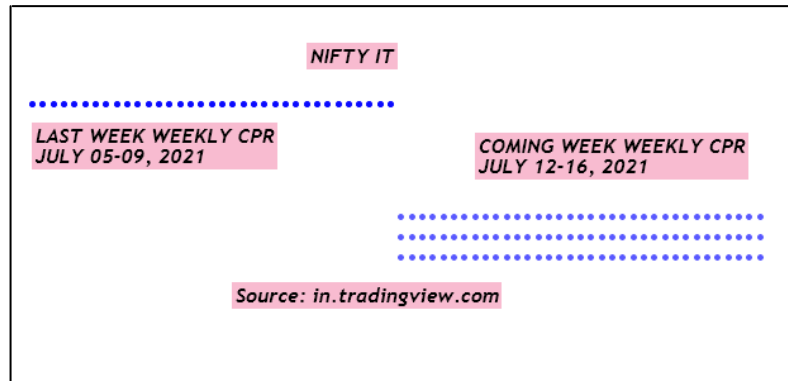 NIFTY IT
LAST WEEK WEEKLY CPR
JULY 05-09, 2021
COMING WEEK WEEKLY CPR
JULY 12-16, 2021
Source: in.tradingview.com